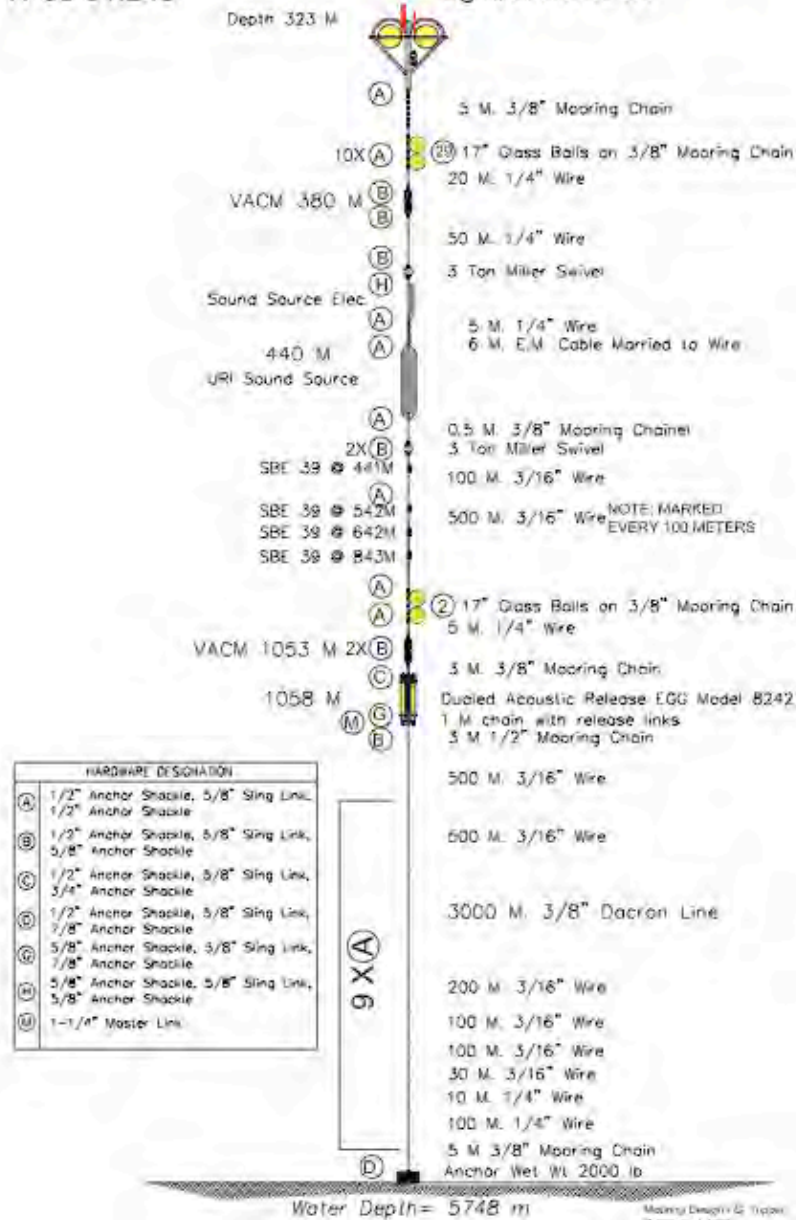 Depth 323 M
A
5 M. 3/8" Mooring Chain
10X A 29 17" Glass Balls on 3/8" Mooring Chain
20 M. 1/4" Wire
VACM 380 M B
B
50 M. 1/4" Wire
B
3 Ton Miller Swivel
H
Sound Source Elec.
A
5 M. 1/4" Wire
A
6 M. E.M. Cable Married to Wire
440 M
URI Sound Source
A
0.5 M. 3/8" Mooring Chainel
2X B
3 Ton Miller Swivel
SBE 39 @ 441M
100 M. 3/16" Wire
A
SBE 39 @ 542M
500 M. 3/16" Wire NOTE: MARKED
EVERY 100 METERS
SBE 39 @ 642M
SBE 39 @ 843M
A
A 2 17" Glass Balls on 3/8" Mooring Chain
5 M. 1/4" Wire
VACM 1053 M 2X B
3 M. 3/8" Mooring Chain
C
1058 M
Dualed Acoustic Release EGG Model 8242
M G
1 M chain with release links
B
3 M 1/2" Mooring Chain
500 M. 3/16" Wire
500 M. 3/16" Wire
3000 M. 3/8" Dacron Line
9 X A
200 M. 3/16" Wire
100 M. 3/16" Wire
100 M. 3/16" Wire
30 M. 3/16" Wire
10 M. 1/4" Wire
100 M. 1/4" Wire
5 M 3/8" Mooring Chain
D
Anchor Wet Wt 2000 lb
Water Depth= 5748 m
HARDWARE DESIGNATION
A 1/2" Anchor Shackle, 5/8" Sling Link,
1/2" Anchor Shackle
B 1/2" Anchor Shackle, 5/8" Sling Link,
5/8" Anchor Shackle
C 1/2" Anchor Shackle, 5/8" Sling Link,
3/4" Anchor Shackle
D 1/2" Anchor Shackle, 5/8" Sling Link,
7/8" Anchor Shackle
G 5/8" Anchor Shackle, 5/8" Sling Link,
7/8" Anchor Shackle
H 5/8" Anchor Shackle, 5/8" Sling Link,
5/8" Anchor Shackle
M 1-1/4" Master Link
Mooring Design